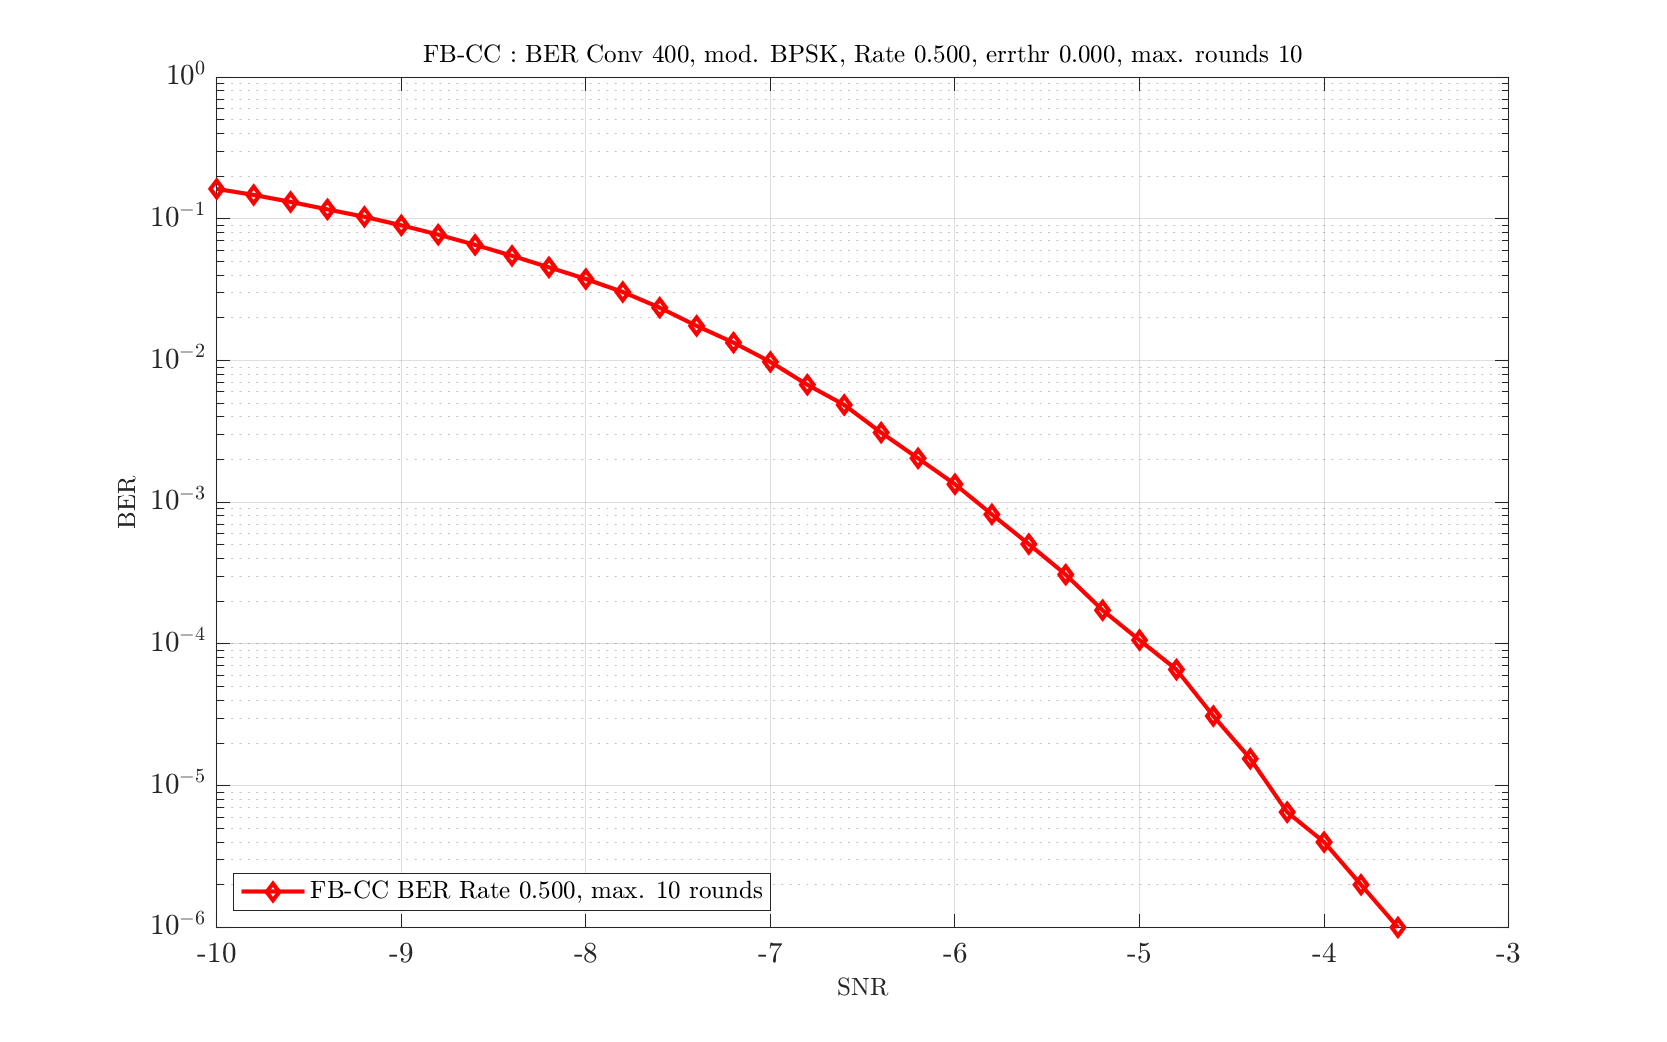 FB-CC : BER Conv 400, mod. BPSK, Rate 0.500, errthr 0.000, max. rounds 10
10⁰
10⁻¹
10⁻²
10⁻³
10⁻⁴
10⁻⁵
10⁻⁶
BER
FB-CC BER Rate 0.500, max. 10 rounds
-10 -9 -8 -7 -6 -5 -4 -3
SNR